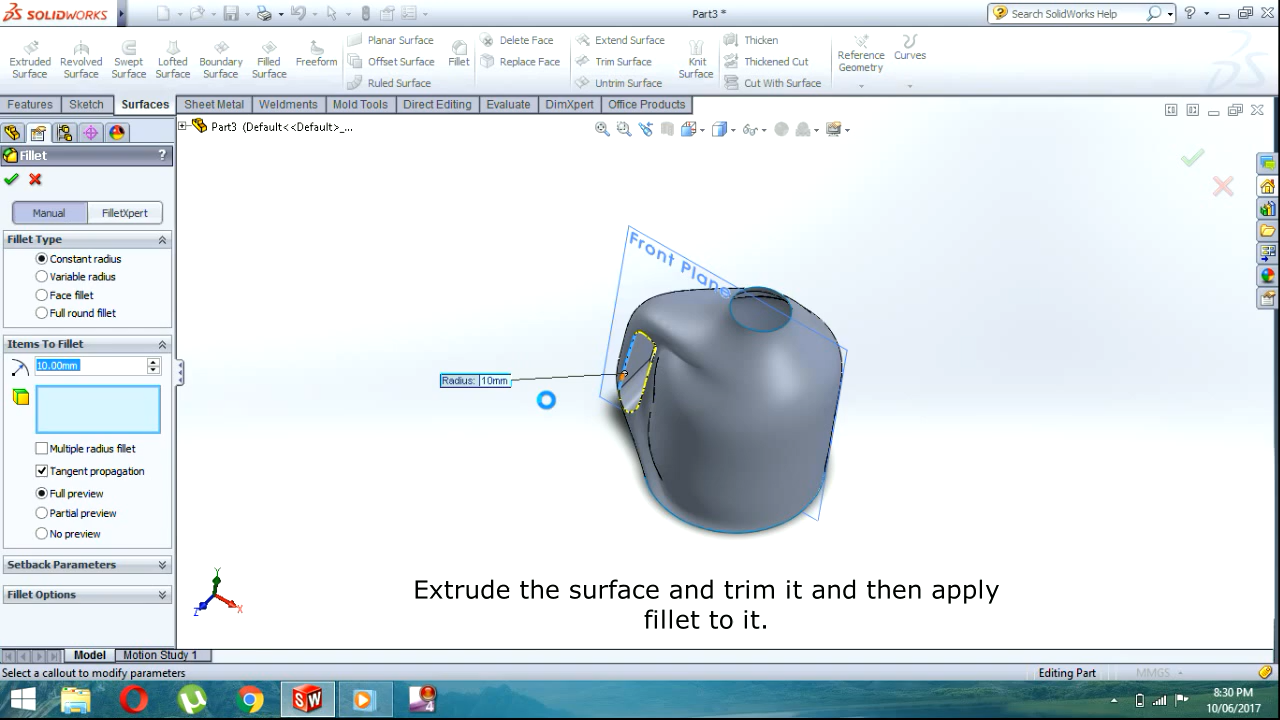 SOLIDWORKS
Part3 *
Search SolidWorks Help
Extruded Surface
Revolved Surface
Swept Surface
Lofted Surface
Boundary Surface
Filled Surface
Freeform
Planar Surface
Offset Surface
Ruled Surface
Fillet
Delete Face
Replace Face
Extend Surface
Trim Surface
Untrim Surface
Knit Surface
Thicken
Thickened Cut
Cut With Surface
Reference Geometry
Curves
Features
Sketch
Surfaces
Sheet Metal
Weldments
Mold Tools
Direct Editing
Evaluate
DimXpert
Office Products
Part3 (Default<<Default>_...
Fillet
?
Manual
FilletXpert
Fillet Type
Constant radius
Variable radius
Face fillet
Full round fillet
Items To Fillet
10.00mm
Multiple radius fillet
Tangent propagation
Full preview
Partial preview
No preview
Setback Parameters
Fillet Options
Front Plane
Radius: 10mm
Y
Z
X
Extrude the surface and trim it and then apply
fillet to it.
Model
Motion Study 1
Select a callout to modify parameters
Editing Part
MMGS
SW
4
8:30 PM
10/06/2017